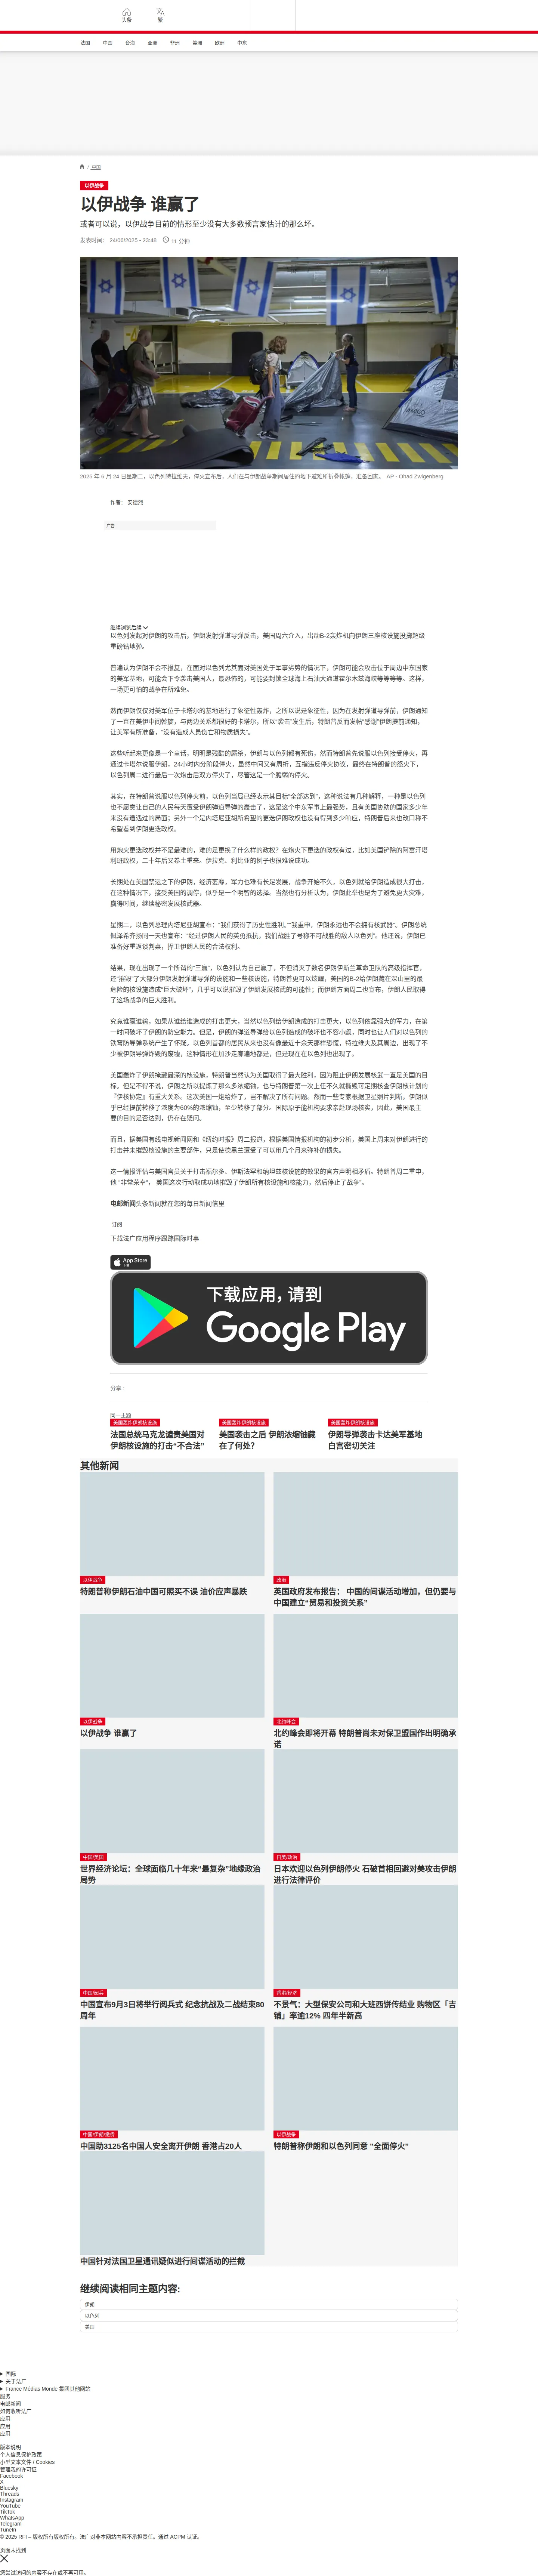 头条
繁
法国
中国
台海
亚洲
非洲
美洲
欧洲
中东
/ 中东
以伊战争
以伊战争 谁赢了
或者可以说，以伊战争目前的情形至少没有大多数预言家估计的那么坏。
发表时间： 24/06/2025 - 23:48
11 分钟
2025 年 6 月 24 日星期二，以色列特拉维夫，停火宣布后，人们在与伊朗战争期间居住的地下避难所折叠帐篷，准备回家。 AP - Ohad Zwigenberg
作者： 安德烈
广告
继续浏览后续
以色列发起对伊朗的攻击后，伊朗发射弹道导弹反击，美国周六介入，出动B-2轰炸机向伊朗三座核设施投掷超级
重磅钻地弹。
普遍认为伊朗不会不报复，在面对以色列尤其面对美国处于军事劣势的情况下，伊朗可能会攻击位于周边中东国家
的美军基地，可能会下令袭击美国人，最恐怖的，可能要封锁全球海上石油大通道霍尔木兹海峡等等等等。这样，
一场更可怕的战争在所难免。
然而伊朗仅仅对美军位于卡塔尔的基地进行了象征性轰炸，之所以说是象征性，因为在发射弹道导弹前，伊朗通知
了一直在美伊中间斡旋，与两边关系都很好的卡塔尔，所以“袭击”发生后，特朗普反而发帖“感谢”伊朗提前通知，
让美军有所准备，“没有造成人员伤亡和物质损失”。
这些听起来更像是一个童话，明明是残酷的厮杀，伊朗与以色列都有死伤，然而特朗普先说服以色列接受停火，再
通过卡塔尔说服伊朗，24小时内分阶段停火，虽然中间又有周折，互指违反停火协议，最终在特朗普的怒火下，
以色列周二进行最后一次炮击后双方停火了，尽管这是一个脆弱的停火。
其实，在特朗普说服以色列停火前，以色列当局已经表示其目标“全部达到”，这种说法有几种解释，一种是以色列
也不愿意让自己的人民每天遭受伊朗弹道导弹的轰击了，这是这个中东军事上最强势，且有美国协助的国家多少年
来没有遭遇过的局面；另外一个是内塔尼亚胡所希望的更迭伊朗政权也没有得到多少响应，特朗普后来也改口称不
希望看到伊朗更迭政权。
用炮火更迭政权并不是最难的，难的是更换了什么样的政权？在炮火下更迭的政权有过，比如美国铲除的阿富汗塔
利班政权，二十年后又卷土重来。伊拉克、利比亚的例子也很难说成功。
长期处在美国禁运之下的伊朗，经济萎靡，军力也难有长足发展，战争开始不久，以色列就给伊朗造成很大打击，
在这种情况下，接受美国的调停，似乎是一个明智的选择。当然也有分析认为，伊朗此举也是为了避免更大灾难，
赢得时间，继续秘密发展核武器。
星期二，以色列总理内塔尼亚胡宣布：“我们获得了历史性胜利。”“我重申，伊朗永远也不会拥有核武器”。伊朗总统
佩泽希齐扬同一天也宣布：“经过伊朗人民的英勇抵抗，我们战胜了号称不可战胜的敌人以色列”。他还说，伊朗已
准备好重返谈判桌，捍卫伊朗人民的合法权利。
结果，现在出现了一个所谓的“三赢”，以色列认为自己赢了，不但消灭了数名伊朗伊斯兰革命卫队的高级指挥官，
还“摧毁”了大部分伊朗发射弹道导弹的设施和一些核设施，特朗普更可以炫耀，美国的B-2给伊朗藏在深山里的最
危险的核设施造成“巨大破坏”，几乎可以说摧毁了伊朗发展核武的可能性；而伊朗方面周二也宣布，伊朗人民取得
了这场战争的巨大胜利。
究竟谁赢谁输，如果从谁给谁造成的打击更大，当然以色列给伊朗造成的打击更大，以色列依靠强大的军力，在第
一时间破坏了伊朗的防空能力。但是，伊朗的弹道导弹给以色列造成的破坏也不容小觑，同时也让人们对以色列的
铁穹防导弹系统产生了怀疑。以色列首都的居民从来也没有像最近十余天那样恐慌，特拉维夫及其周边，出现了不
少被伊朗导弹炸毁的废墟，这种情形在加沙走廊遍地都是，但是现在在以色列也出现了。
美国轰炸了伊朗掩藏最深的核设施，特朗普当然认为美国取得了最大胜利，因为阻止伊朗发展核武一直是美国的目
标。但是不得不说，伊朗之所以提炼了那么多浓缩铀，也与特朗普第一次上任不久就撕毁可定期核查伊朗核计划的
『伊核协定』有重大关系。这次美国一炮给炸了，岂不解决了所有问题。然而一些专家根据卫星照片判断，伊朗似
乎已经提前转移了浓度为60%的浓缩铀，至少转移了部分。国际原子能机构要求亲赴现场核实，因此，美国最主
要的目的是否达到，仍存在疑问。
而且，据美国有线电视新闻网和《纽约时报》周二报道，根据美国情报机构的初步分析，美国上周末对伊朗进行的
打击并未摧毁核设施的主要部件，只是使德黑兰遭受了可以用几个月来弥补的损失。
这一情报评估与美国官员关于打击福尔多、伊斯法罕和纳坦兹核设施的效果的官方声明相矛盾。特朗普周二重申，
他 “非常荣幸”， 美国这次行动取成功地摧毁了伊朗所有核设施和核能力，然后停止了战争”。
电邮新闻头条新闻就在您的每日新闻信里
订阅
下载法广应用程序跟踪国际时事
App Store
下载
下载应用，请到
Google Play
分享 :
同一主题
美国轰炸伊朗核设施
法国总统马克龙谴责美国对
伊朗核设施的打击“不合法”
美国轰炸伊朗核设施
美国袭击之后 伊朗浓缩铀藏
在了何处?
美国轰炸伊朗核设施
伊朗导弹袭击卡达美军基地
白宫密切关注
其他新闻
以伊战争
特朗普称伊朗石油中国可照买不误 油价应声暴跌
政治
英国政府发布报告： 中国的间谍活动增加，但仍要与
中国建立“贸易和投资关系”
以伊战争
以伊战争 谁赢了
北约峰会
北约峰会即将开幕 特朗普尚未对保卫盟国作出明确承
诺
中国/美国
世界经济论坛：全球面临几十年来“最复杂”地缘政治
局势
日美/政治
日本欢迎以色列伊朗停火 石破首相回避对美攻击伊朗
进行法律评价
中国/阅兵
中国宣布9月3日将举行阅兵式 纪念抗战及二战结束80
周年
香港/经济
不景气：大型保安公司和大班西饼传结业 购物区「吉
铺」率逾12% 四年半新高
中国/伊朗/撤侨
中国助3125名中国人安全离开伊朗 香港占20人
以伊战争
特朗普称伊朗和以色列同意 "全面停火"
中国针对法国卫星通讯疑似进行间谍活动的拦截
继续阅读相同主题内容:
伊朗
以色列
美国
国际
关于法广
France Médias Monde 集团其他网站
服务
电邮新闻
如何收听法广
应用
应用
应用
版本说明
个人信息保护政策
小型文本文件 / Cookies
管理我的许可证
Facebook
X
Bluesky
Threads
Instagram
YouTube
TikTok
WhatsApp
Telegram
TuneIn
© 2025 RFI – 版权所有版权所有。法广对非本网站内容不承担责任。通过 ACPM 认证。
页面未找到
您尝试访问的内容不存在或不再可用。